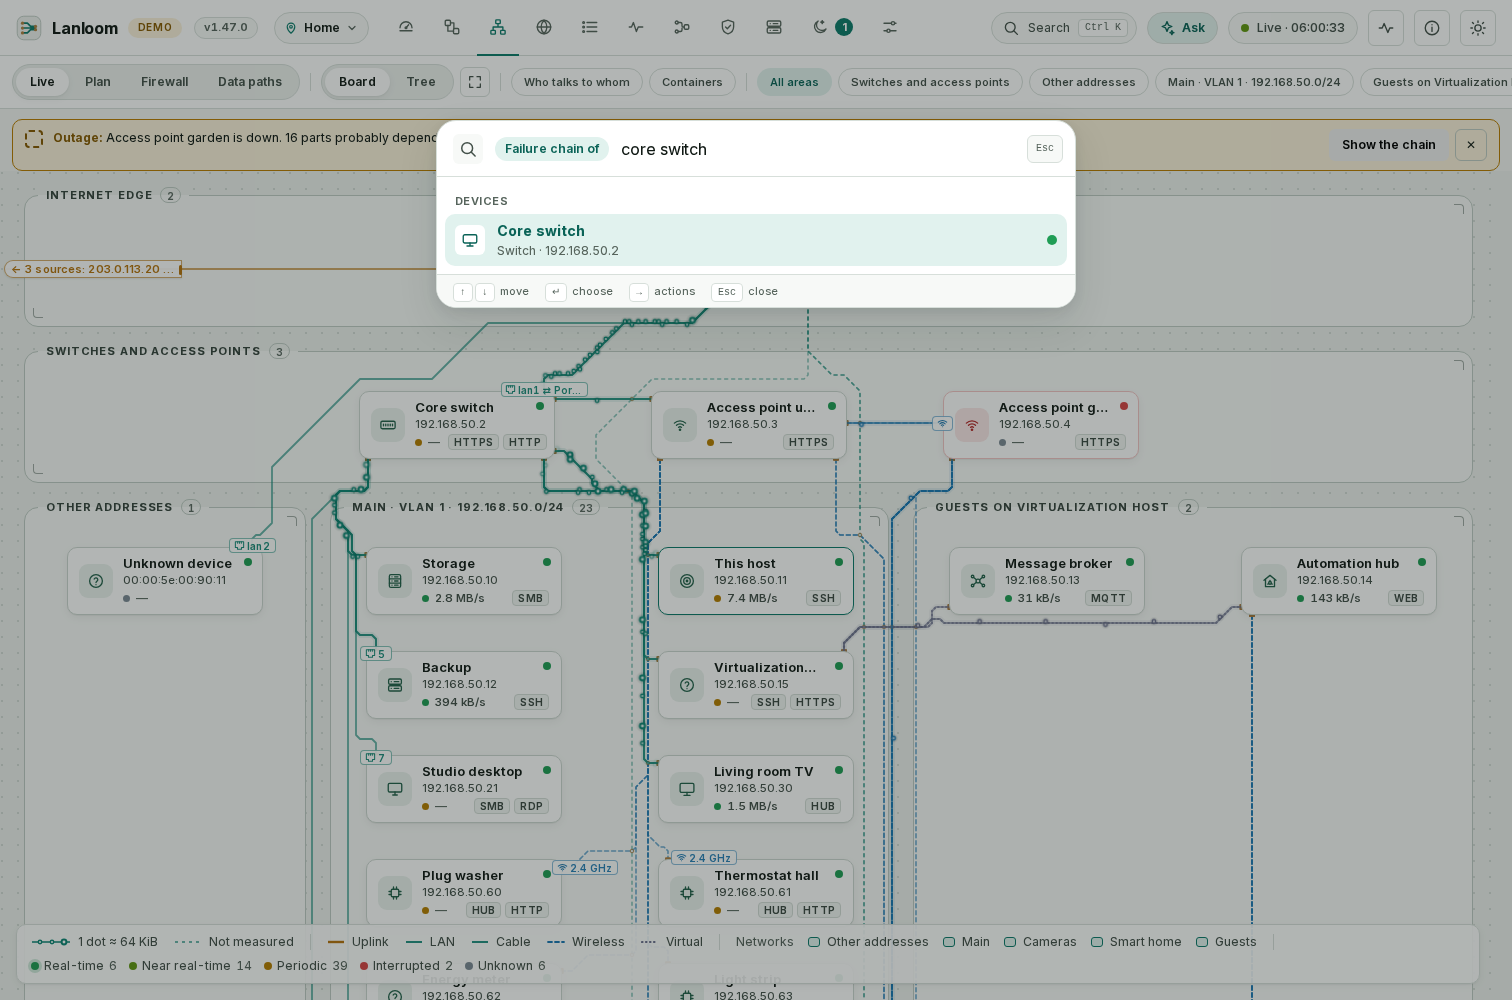 Lanloom DEMO v1.47.0 Home 1 Search Ctrl K Ask Live · 06:00:33
Live Plan Firewall Data paths Board Tree Who talks to whom Containers All areas Switches and access points Other addresses Main · VLAN 1 · 192.168.50.0/24 Guests on Virtualization
Outage: Access point garden is down. 16 parts probably depend
Show the chain ×
Failure chain of core switch Esc
DEVICES
Core switch
Switch · 192.168.50.2
↑ ↓ move ↵ choose → actions Esc close
INTERNET EDGE 2
← 3 sources: 203.0.113.20 ...
SWITCHES AND ACCESS POINTS 3
lan1 ⇄ Por...
Core switch
192.168.50.2
— HTTPS HTTP
Access point u...
192.168.50.3
— HTTPS
Access point g...
192.168.50.4
— HTTPS
OTHER ADDRESSES 1
lan2
Unknown device
00:00:5e:00:90:11
—
MAIN · VLAN 1 · 192.168.50.0/24 23
Storage
192.168.50.10
2.8 MB/s SMB
This host
192.168.50.11
7.4 MB/s SSH
5
Backup
192.168.50.12
394 kB/s SSH
Virtualization...
192.168.50.15
— SSH HTTPS
7
Studio desktop
192.168.50.21
— SMB RDP
Living room TV
192.168.50.30
1.5 MB/s HUB
2.4 GHz
Plug washer
192.168.50.60
— HUB HTTP
2.4 GHz
Thermostat hall
192.168.50.61
— HUB HTTP
Energy meter
192.168.50.62
Light strip
192.168.50.63
GUESTS ON VIRTUALIZATION HOST 2
Message broker
192.168.50.13
31 kB/s MQTT
Automation hub
192.168.50.14
143 kB/s WEB
1 dot ≈ 64 KiB Not measured Uplink LAN Cable Wireless Virtual Networks Other addresses Main Cameras Smart home Guests
Real-time 6 Near real-time 14 Periodic 39 Interrupted 2 Unknown 6